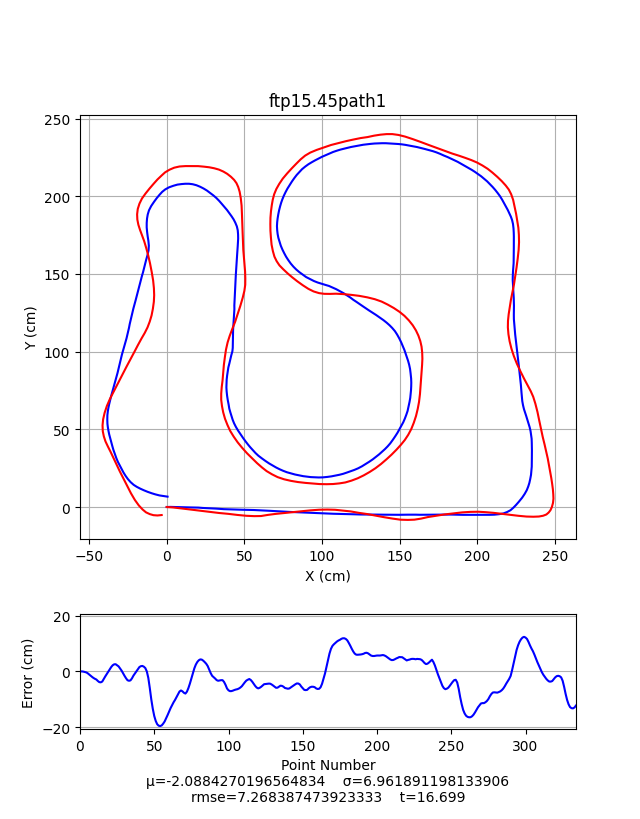 ftp15.45path1
250
200
150
100
50
0
Y (cm)
−50 0 50 100 150 200 250
X (cm)
20
0
−20
Error (cm)
0 50 100 150 200 250 300
Point Number
μ=-2.0884270196564834 σ=6.961891198133906
rmse=7.268387473923333 t=16.699